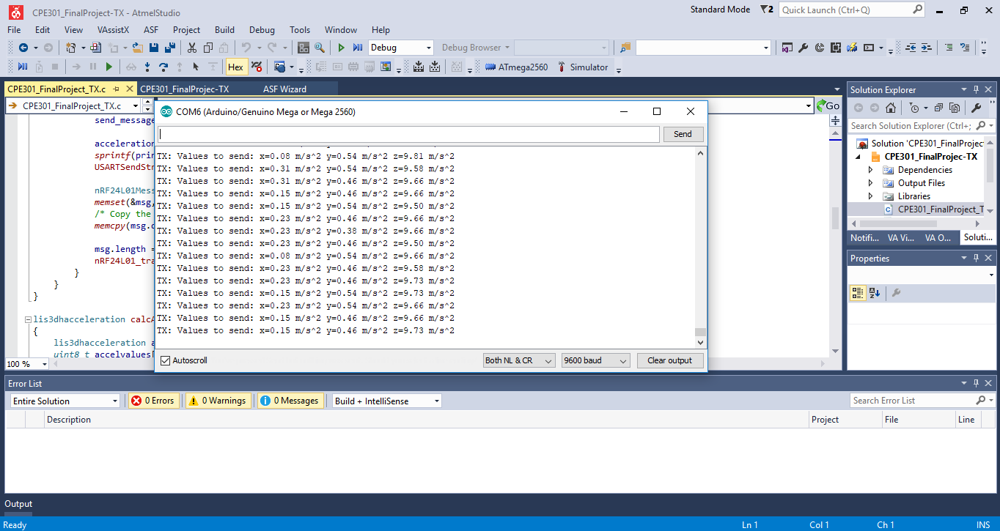 CPE301_FinalProject-TX - AtmelStudio
Standard Mode
2
Quick Launch (Ctrl+Q)
File Edit View VAssistX ASF Project Build Debug Tools Window Help
Debug
Debug Browser
Hex
ATmega2560
Simulator
CPE301_FinalProject_TX.c
CPE301_FinalProjec-TX
ASF Wizard
CPE301_FinalProject_TX.c
Go
send_message
acceleration
sprintf(prin
USARTSendStr
nRF24L01Mess
memset(&msg,
/* Copy the
memcpy(msg.c
msg.length =
nRF24L01_tra
}
}
}
lis3dhacceleration calcA
{
lis3dhacceleration a
uint8_t accelvalues[
100 %
COM6 (Arduino/Genuino Mega or Mega 2560)
Send
TX: Values to send: x=0.08 m/s^2 y=0.54 m/s^2 z=9.81 m/s^2
TX: Values to send: x=0.31 m/s^2 y=0.54 m/s^2 z=9.58 m/s^2
TX: Values to send: x=0.31 m/s^2 y=0.46 m/s^2 z=9.66 m/s^2
TX: Values to send: x=0.15 m/s^2 y=0.46 m/s^2 z=9.66 m/s^2
TX: Values to send: x=0.15 m/s^2 y=0.54 m/s^2 z=9.50 m/s^2
TX: Values to send: x=0.23 m/s^2 y=0.46 m/s^2 z=9.66 m/s^2
TX: Values to send: x=0.23 m/s^2 y=0.38 m/s^2 z=9.66 m/s^2
TX: Values to send: x=0.23 m/s^2 y=0.46 m/s^2 z=9.50 m/s^2
TX: Values to send: x=0.08 m/s^2 y=0.54 m/s^2 z=9.66 m/s^2
TX: Values to send: x=0.23 m/s^2 y=0.46 m/s^2 z=9.58 m/s^2
TX: Values to send: x=0.23 m/s^2 y=0.46 m/s^2 z=9.73 m/s^2
TX: Values to send: x=0.15 m/s^2 y=0.54 m/s^2 z=9.73 m/s^2
TX: Values to send: x=0.23 m/s^2 y=0.54 m/s^2 z=9.66 m/s^2
TX: Values to send: x=0.15 m/s^2 y=0.46 m/s^2 z=9.66 m/s^2
TX: Values to send: x=0.15 m/s^2 y=0.46 m/s^2 z=9.73 m/s^2
Autoscroll
Both NL & CR
9600 baud
Clear output
Solution Explorer
Search Solution Explorer (Ctrl+;
Solution 'CPE301_FinalProjec
CPE301_FinalProjec-TX
Dependencies
Output Files
Libraries
CPE301_FinalProject_T
Notifi... VA Vi... VA O... Soluti...
Properties
Error List
Entire Solution
0 Errors
0 Warnings
0 Messages
Build + IntelliSense
Search Error List
Description Project File Line
Output
Ready Ln 1 Col 1 Ch 1 INS